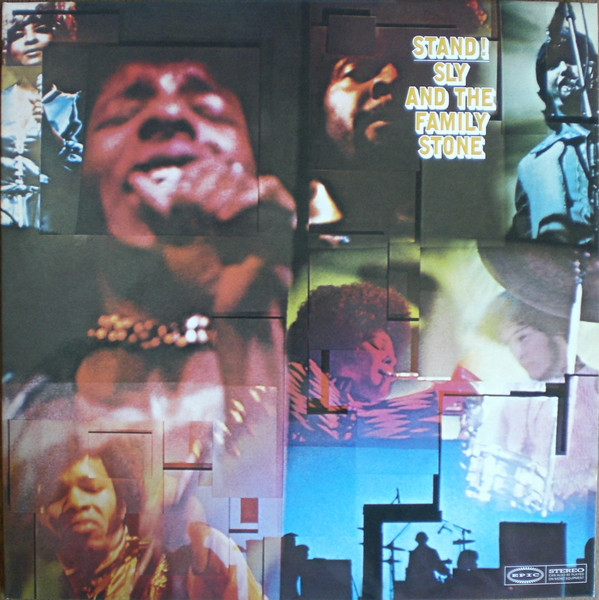 STAND!
SLY
AND THE
FAMILY
STONE
EPIC
STEREO